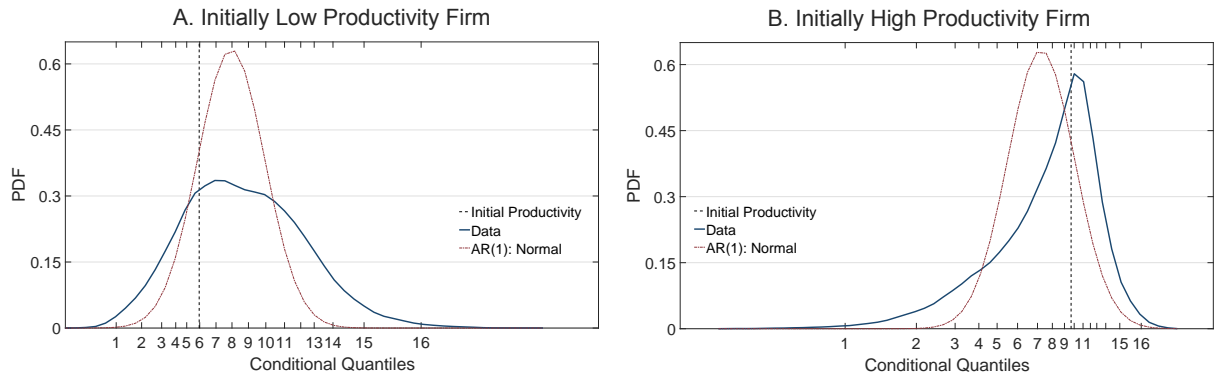 A. Initially Low Productivity Firm
0.6
0.45
0.3
0.15
0
PDF
Initial Productivity
Data
AR(1): Normal
1 2 3 4 5 6 7 8 9 10 11 13 14 15 16
Conditional Quantiles
B. Initially High Productivity Firm
0.6
0.45
0.3
0.15
0
PDF
Initial Productivity
Data
AR(1): Normal
1 2 3 4 5 6 7 8 9 11 15 16
Conditional Quantiles